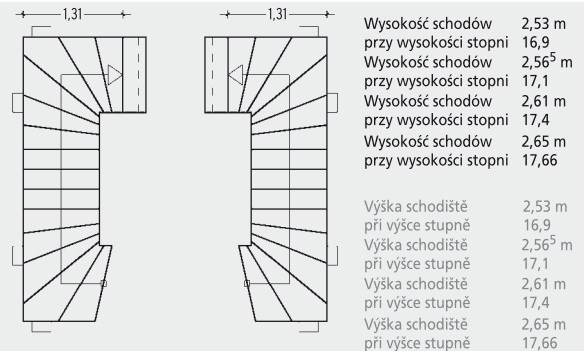 1,31
1,31
Wysokość schodów 2,53 m
przy wysokości stopni 16,9
Wysokość schodów 2,56⁵ m
przy wysokości stopni 17,1
Wysokość schodów 2,61 m
przy wysokości stopni 17,4
Wysokość schodów 2,65 m
przy wysokości stopni 17,66
Výška schodiště 2,53 m
při výšce stupně 16,9
Výška schodiště 2,56⁵ m
při výšce stupně 17,1
Výška schodiště 2,61 m
při výšce stupně 17,4
Výška schodiště 2,65 m
při výšce stupně 17,66